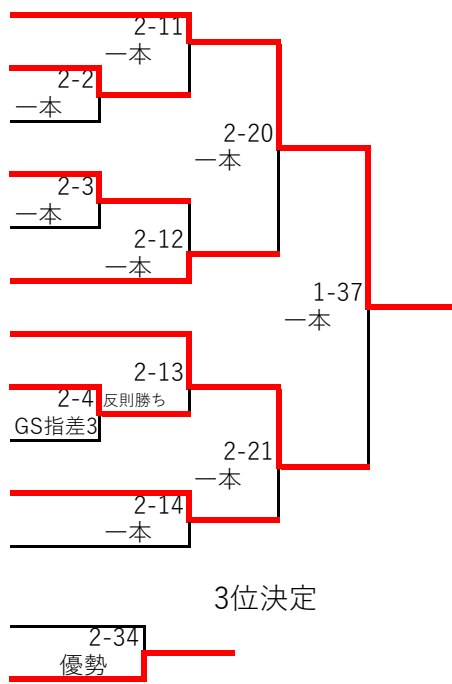 2-11
一本
2-2
一本
2-20
一本
2-3
一本
2-12
一本
1-37
一本
2-13
反則勝ち
2-4
GS指差3
2-21
一本
2-14
一本
3位決定
2-34
優勢